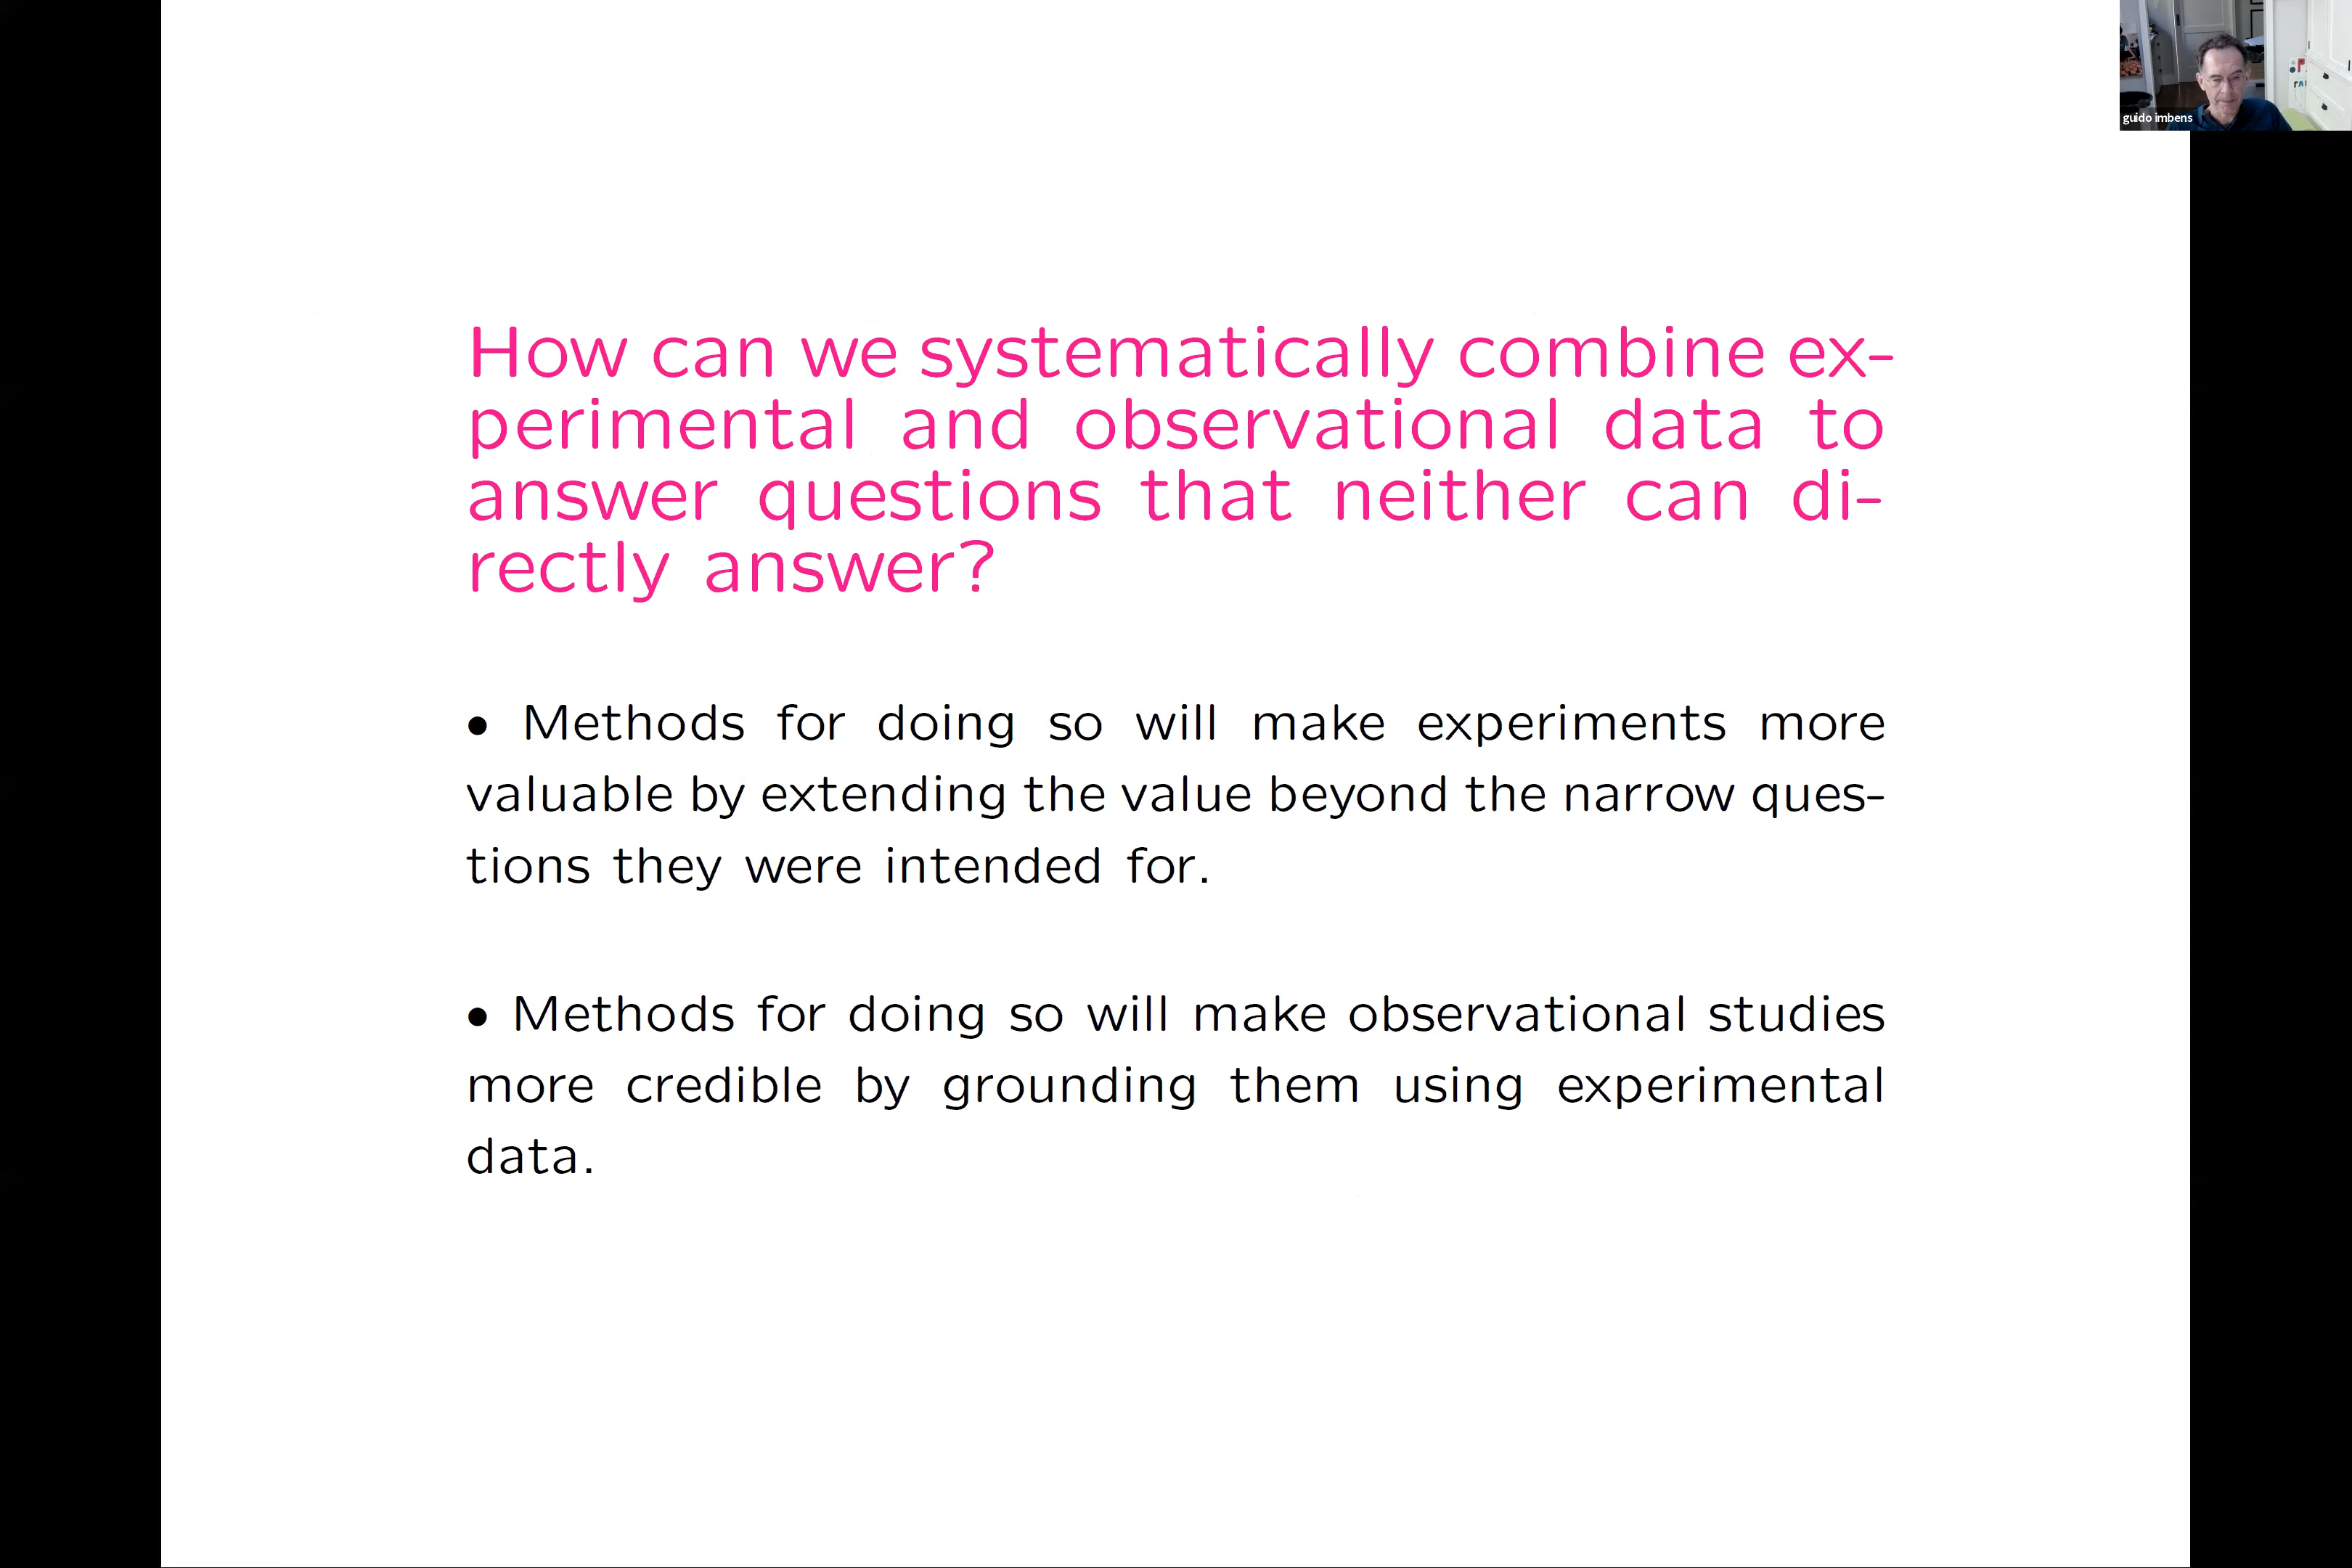 guido imbens
How can we systematically combine ex-
perimental and observational data to
answer questions that neither can di-
rectly answer?
• Methods for doing so will make experiments more
valuable by extending the value beyond the narrow ques-
tions they were intended for.
• Methods for doing so will make observational studies
more credible by grounding them using experimental
data.